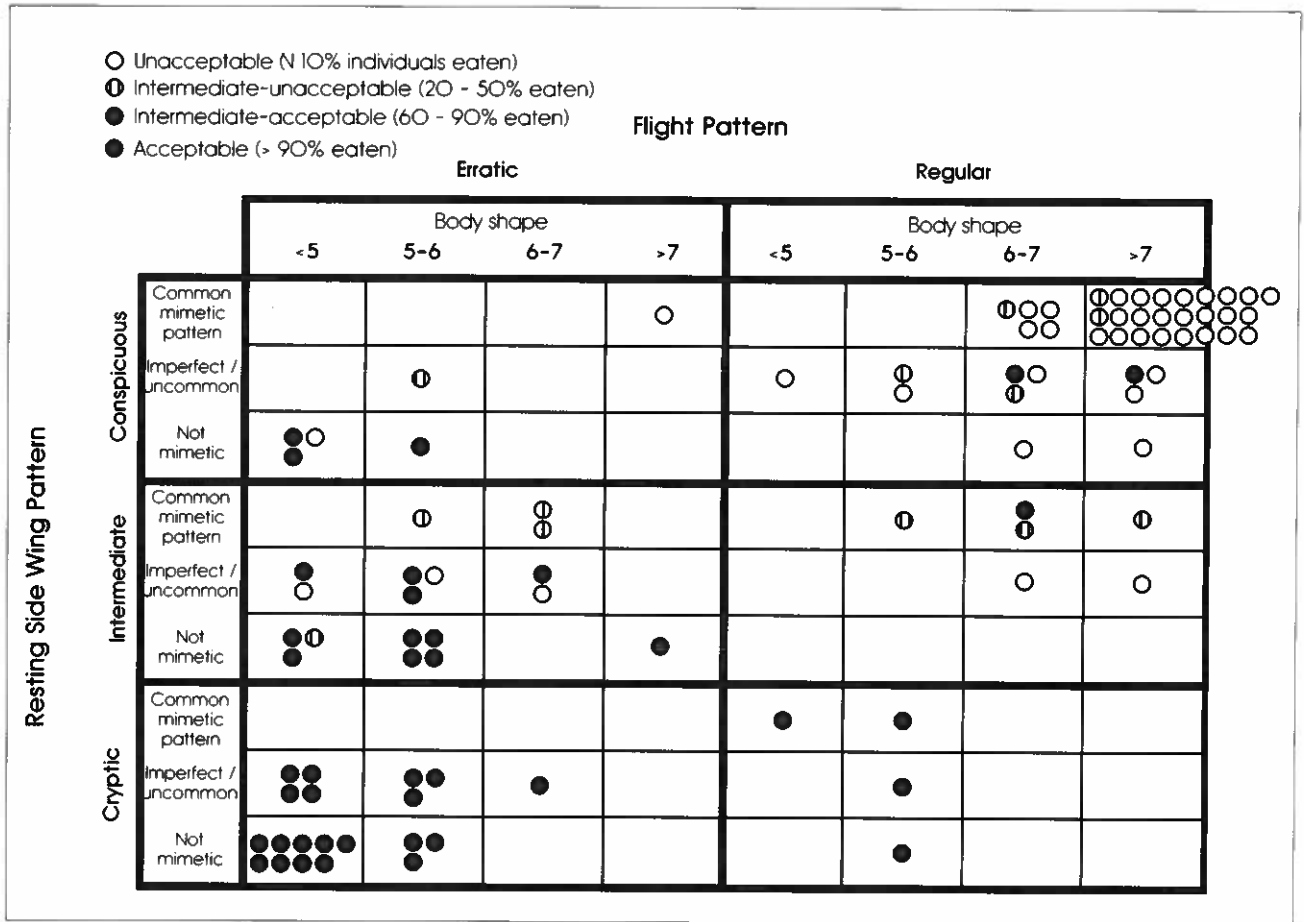 Unacceptable (N 10% individuals eaten)
Intermediate-unacceptable (20 - 50% eaten)
Intermediate-acceptable (60 - 90% eaten)
Acceptable (> 90% eaten)
Flight Pattern
Erratic
Regular
Body shape
Body shape
<5 5-6 6-7 >7 <5 5-6 6-7 >7
Resting Side Wing Pattern
Conspicuous
Common
mimetic
pattern
Imperfect /
uncommon
Not
mimetic
Intermediate
Common
mimetic
pattern
Imperfect /
uncommon
Not
mimetic
Cryptic
Common
mimetic
pattern
Imperfect /
uncommon
Not
mimetic